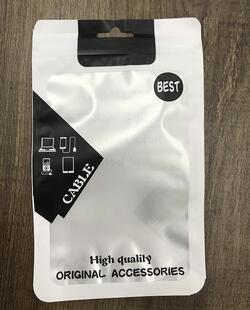 BEST
CABLE
High quality
ORIGINAL ACCESSORIES